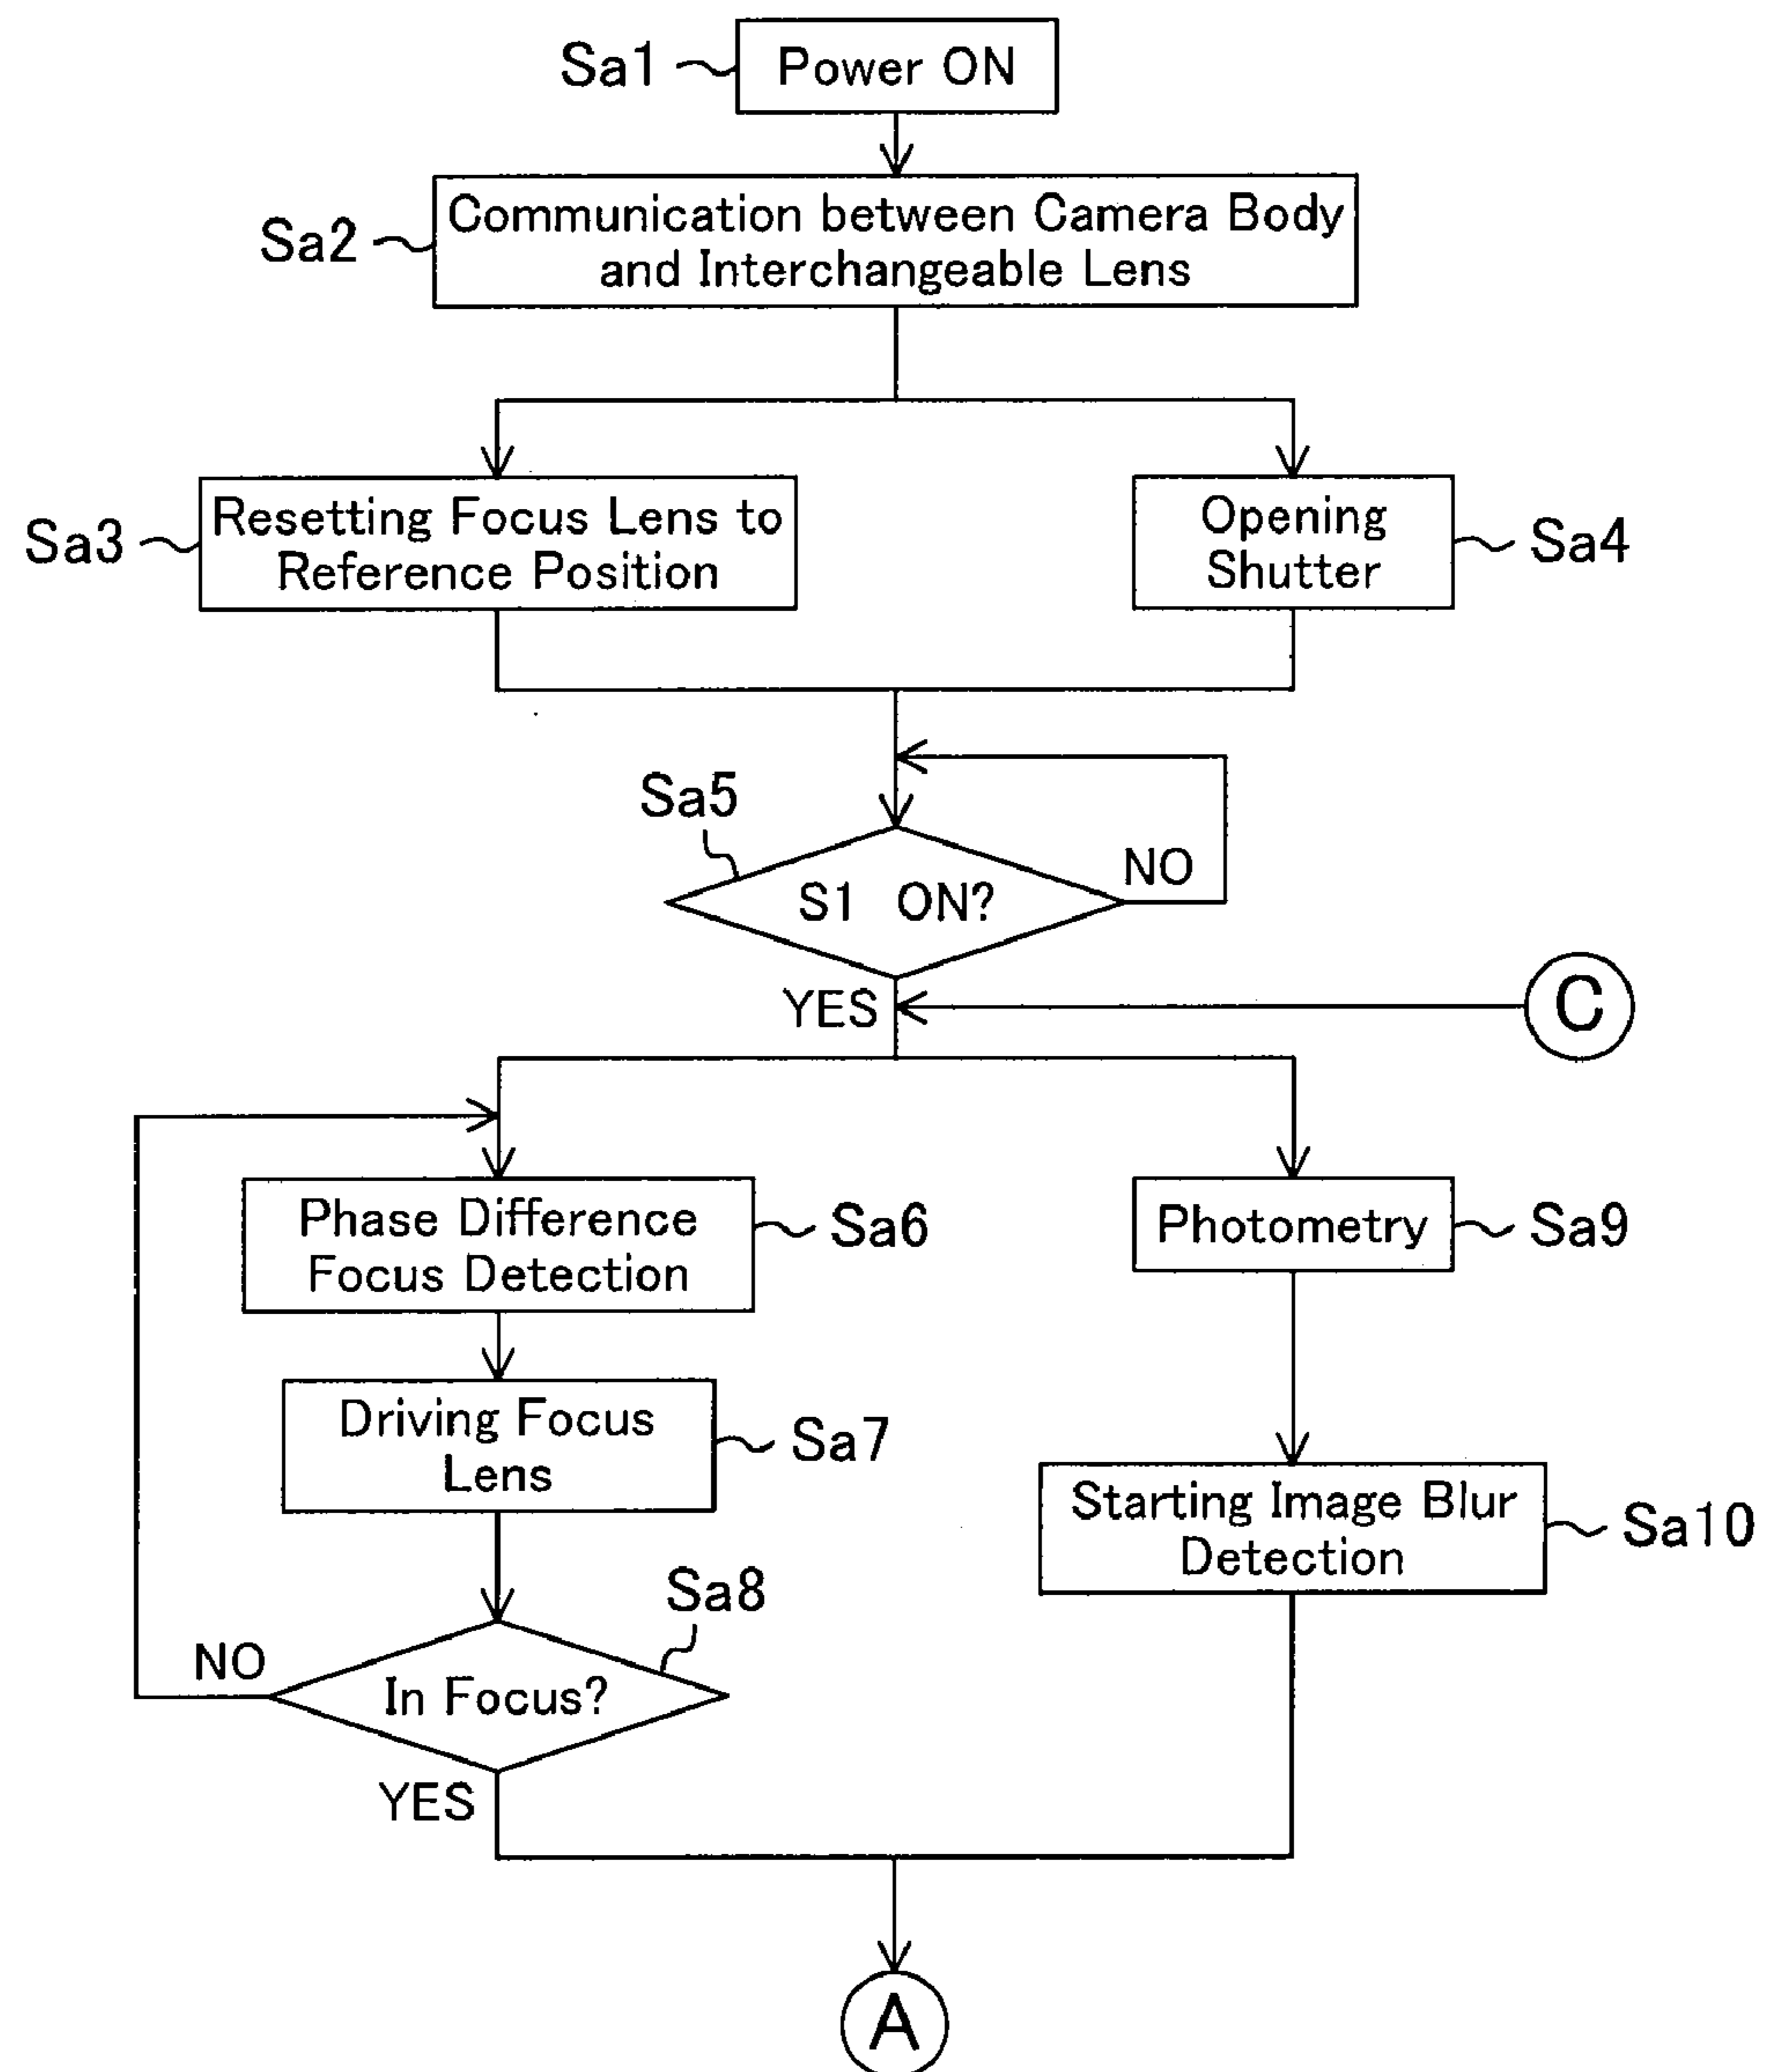 Sa1
Power ON
Sa2
Communication between Camera Body
and Interchangeable Lens
Sa3
Resetting Focus Lens to
Reference Position
Opening
Shutter
Sa4
Sa5
S1 ON?
NO
YES
C
Phase Difference
Focus Detection
Sa6
Photometry
Sa9
Driving Focus
Lens
Sa7
Starting Image Blur
Detection
Sa10
Sa8
NO
In Focus?
YES
A